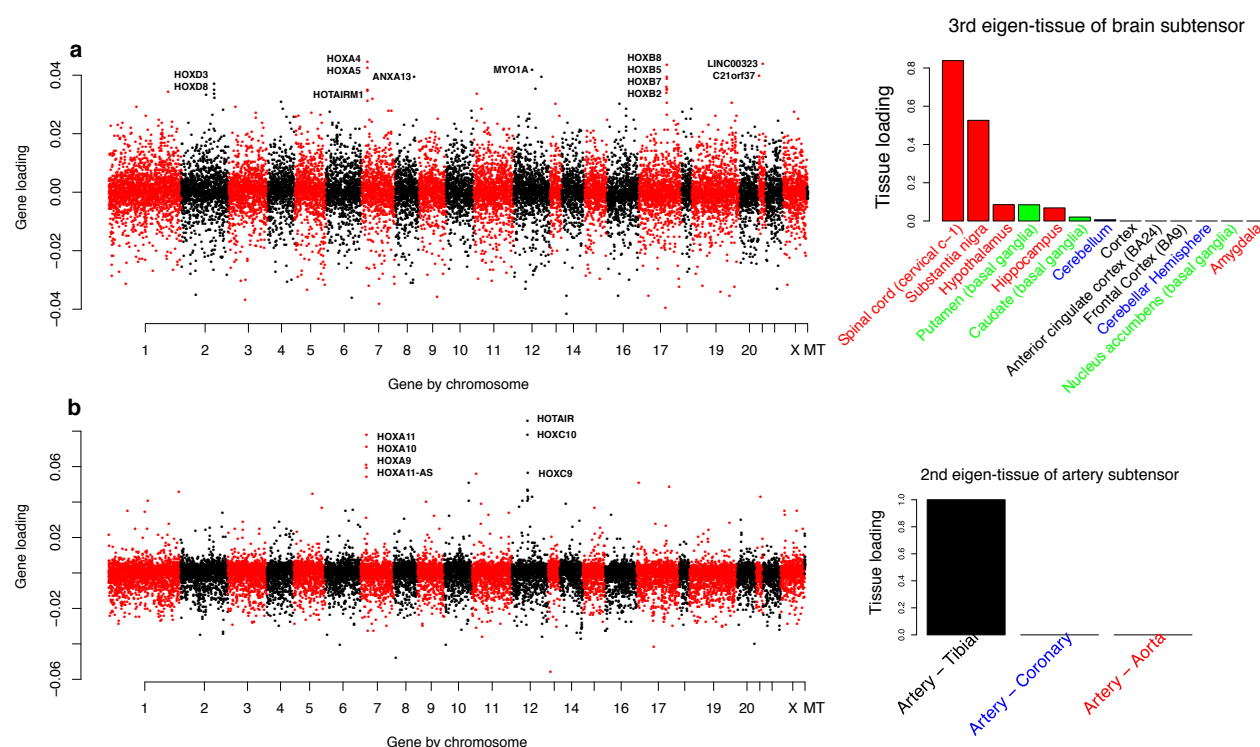 a
Gene loading
0.04
0.02
0.00
−0.02
−0.04
HOXD3
HOXD8
HOXA4
HOXA5
HOTAIRM1
ANXA13
MYO1A
HOXB8
HOXB5
HOXB7
HOXB2
LINC00323
C21orf37
1 2 3 4 5 6 7 8 9 10 11 12 14 16 17 19 20 X MT
Gene by chromosome
3rd eigen-tissue of brain subtensor
Tissue loading
0.8
0.6
0.4
0.2
0.0
Spinal cord (cervical c−1)
Substantia nigra
Hypothalamus
Putamen (basal ganglia)
Hippocampus
Caudate (basal ganglia)
Cerebellum
Cortex
Anterior cingulate cortex (BA24)
Frontal Cortex (BA9)
Cerebellar Hemisphere
Nucleus accumbens (basal ganglia)
Amygdala
b
Gene loading
0.06
0.02
−0.02
−0.06
HOXA11
HOXA10
HOXA9
HOXA11-AS
HOTAIR
HOXC10
HOXC9
1 2 3 4 5 6 7 8 9 10 11 12 14 16 17 19 20 X MT
Gene by chromosome
2nd eigen-tissue of artery subtensor
Tissue loading
1.0
0.8
0.6
0.4
0.2
0.0
Artery − Tibial
Artery − Coronary
Artery − Aorta